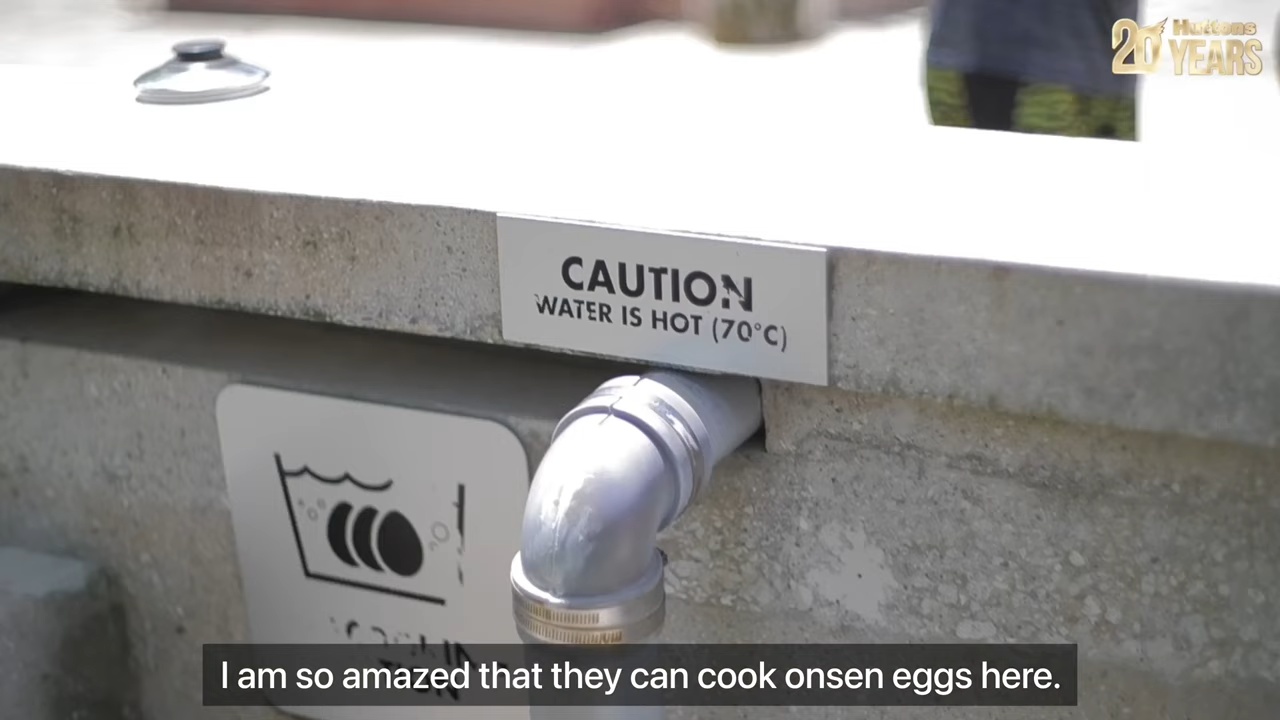 Huttons
20 YEARS
CAUTION
WATER IS HOT (70°C)
I am so amazed that they can cook onsen eggs here.